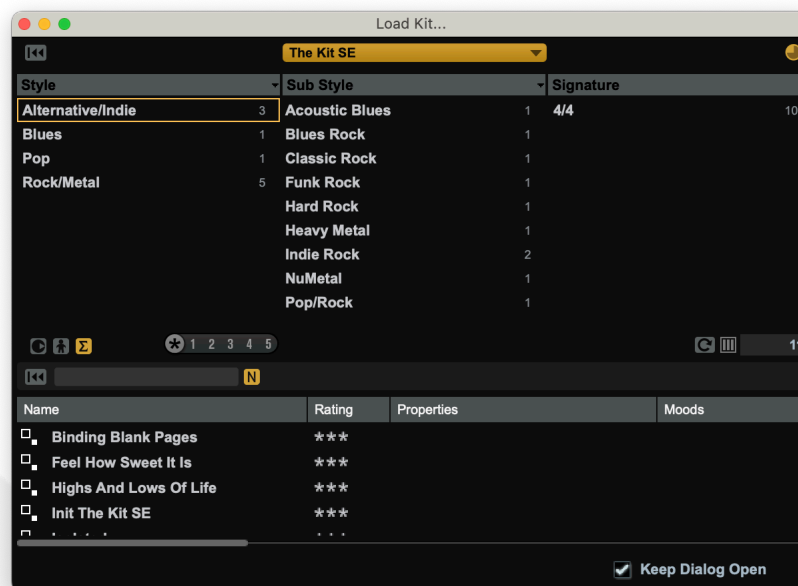 Load Kit...
The Kit SE
Style Sub Style Signature
Alternative/Indie 3 Acoustic Blues 1 4/4 10
Blues 1 Blues Rock 1
Pop 1 Classic Rock 1
Rock/Metal 5 Funk Rock 1
Hard Rock 1
Heavy Metal 1
Indie Rock 2
NuMetal 1
Pop/Rock 1
Σ * 1 2 3 4 5
N
Name Rating Properties Moods
Binding Blank Pages ***
Feel How Sweet It Is ***
Highs And Lows Of Life ***
Init The Kit SE ***
Keep Dialog Open